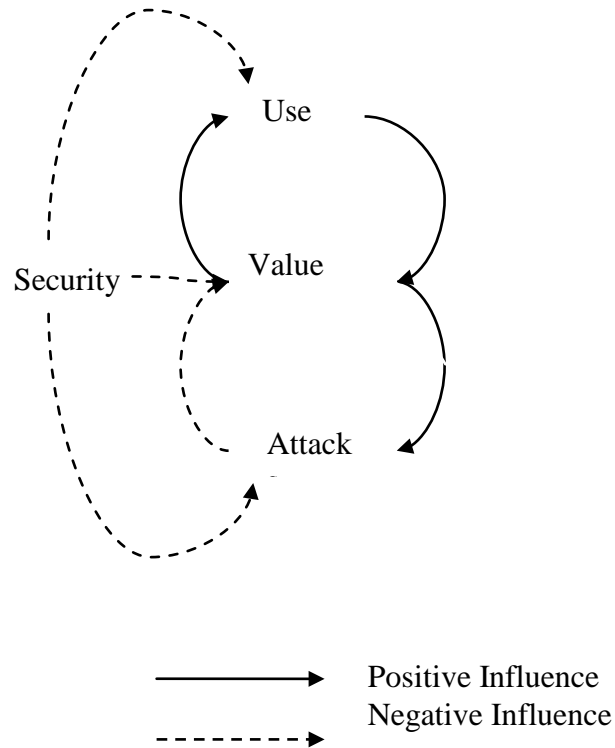 Use
Value
Security
Attack
Positive Influence
Negative Influence